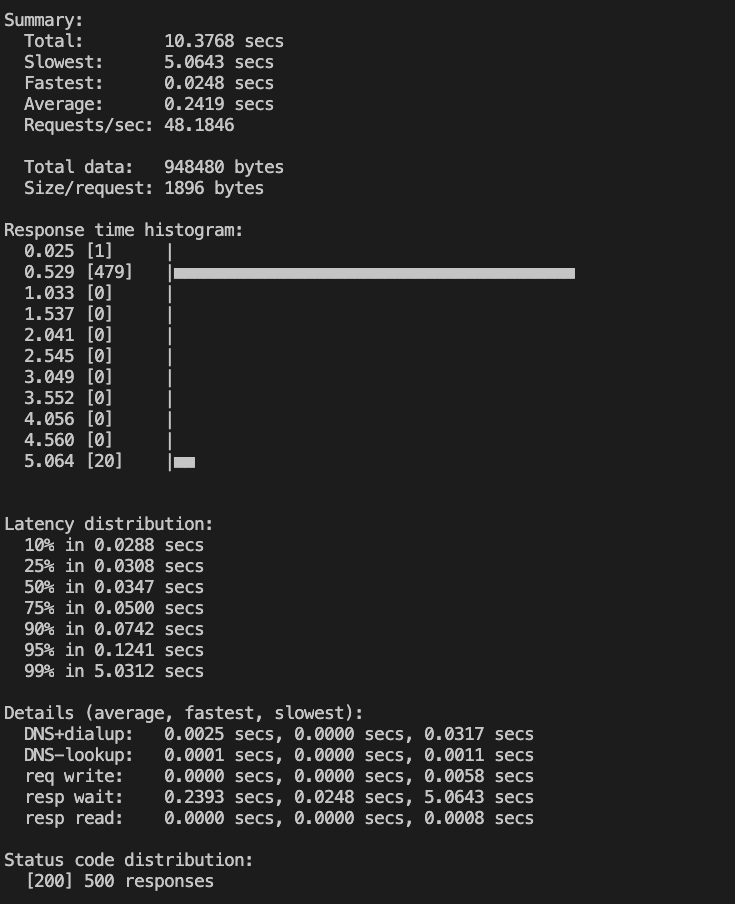 Summary:
  Total:        10.3768 secs
  Slowest:      5.0643 secs
  Fastest:      0.0248 secs
  Average:      0.2419 secs
  Requests/sec: 48.1846

  Total data:   948480 bytes
  Size/request: 1896 bytes

Response time histogram:
  0.025 [1]     |
  0.529 [479]   |
  1.033 [0]     |
  1.537 [0]     |
  2.041 [0]     |
  2.545 [0]     |
  3.049 [0]     |
  3.552 [0]     |
  4.056 [0]     |
  4.560 [0]     |
  5.064 [20]    |

Latency distribution:
  10% in 0.0288 secs
  25% in 0.0308 secs
  50% in 0.0347 secs
  75% in 0.0500 secs
  90% in 0.0742 secs
  95% in 0.1241 secs
  99% in 5.0312 secs

Details (average, fastest, slowest):
  DNS+dialup:   0.0025 secs, 0.0000 secs, 0.0317 secs
  DNS-lookup:   0.0001 secs, 0.0000 secs, 0.0011 secs
  req write:    0.0000 secs, 0.0000 secs, 0.0058 secs
  resp wait:    0.2393 secs, 0.0248 secs, 5.0643 secs
  resp read:    0.0000 secs, 0.0000 secs, 0.0008 secs

Status code distribution:
  [200] 500 responses